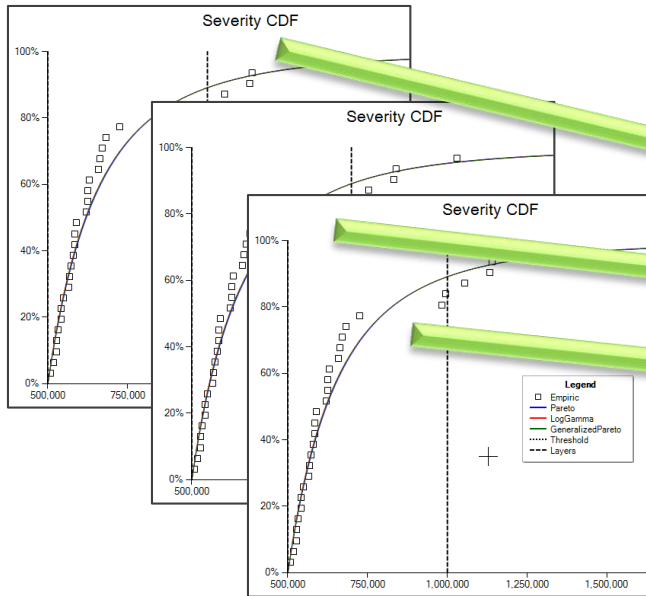 Severity CDF
100%
80%
60%
40%
20%
0%
500,000
750,000
Severity CDF
100%
80%
60%
40%
20%
0%
500,000
Severity CDF
100%
80%
60%
40%
20%
0%
500,000
750,000
1,000,000
1,250,000
1,500,000
Legend
Empiric
Pareto
LogGamma
GeneralizedPareto
Threshold
Layers